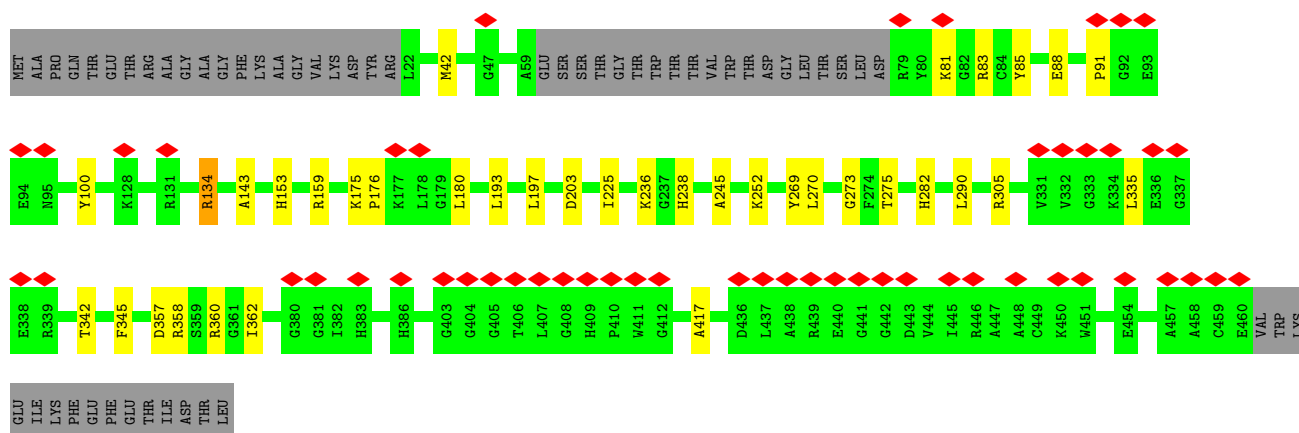 MET ALA PRO GLN THR GLU THR ARG ALA GLY ALA GLY PHE LYS ALA GLY VAL LYS ASP TYR ARG L22 M42 G47 A59 GLU SER SER THR GLY THR TRP THR THR VAL TRP THR ASP GLY LEU THR SER LEU ASP R79 Y80 K81 G82 R83 C84 Y85 E88 P91 G92 E93
E94 N95 Y100 K128 R131 R134 A143 H153 R159 K175 P176 K177 L178 G179 L180 L193 L197 D203 I225 K236 G237 H238 A245 K252 Y269 L270 G273 F274 T275 H282 L290 R305 V331 V332 G333 K334 L335 E336 G337
E338 R339 T342 F345 D357 R358 S359 R360 G361 I362 G380 G381 I382 H383 H386 G403 G404 G405 T406 L407 G408 H409 P410 W411 G412 A417 D436 L437 A438 R439 E440 G441 G442 D443 V444 I445 R446 A447 A448 C449 K450 W451 E454 A457 A458 C459 E460 VAL TRP LYS
GLU ILE LYS PHE GLU PHE GLU THR ILE ASP THR LEU